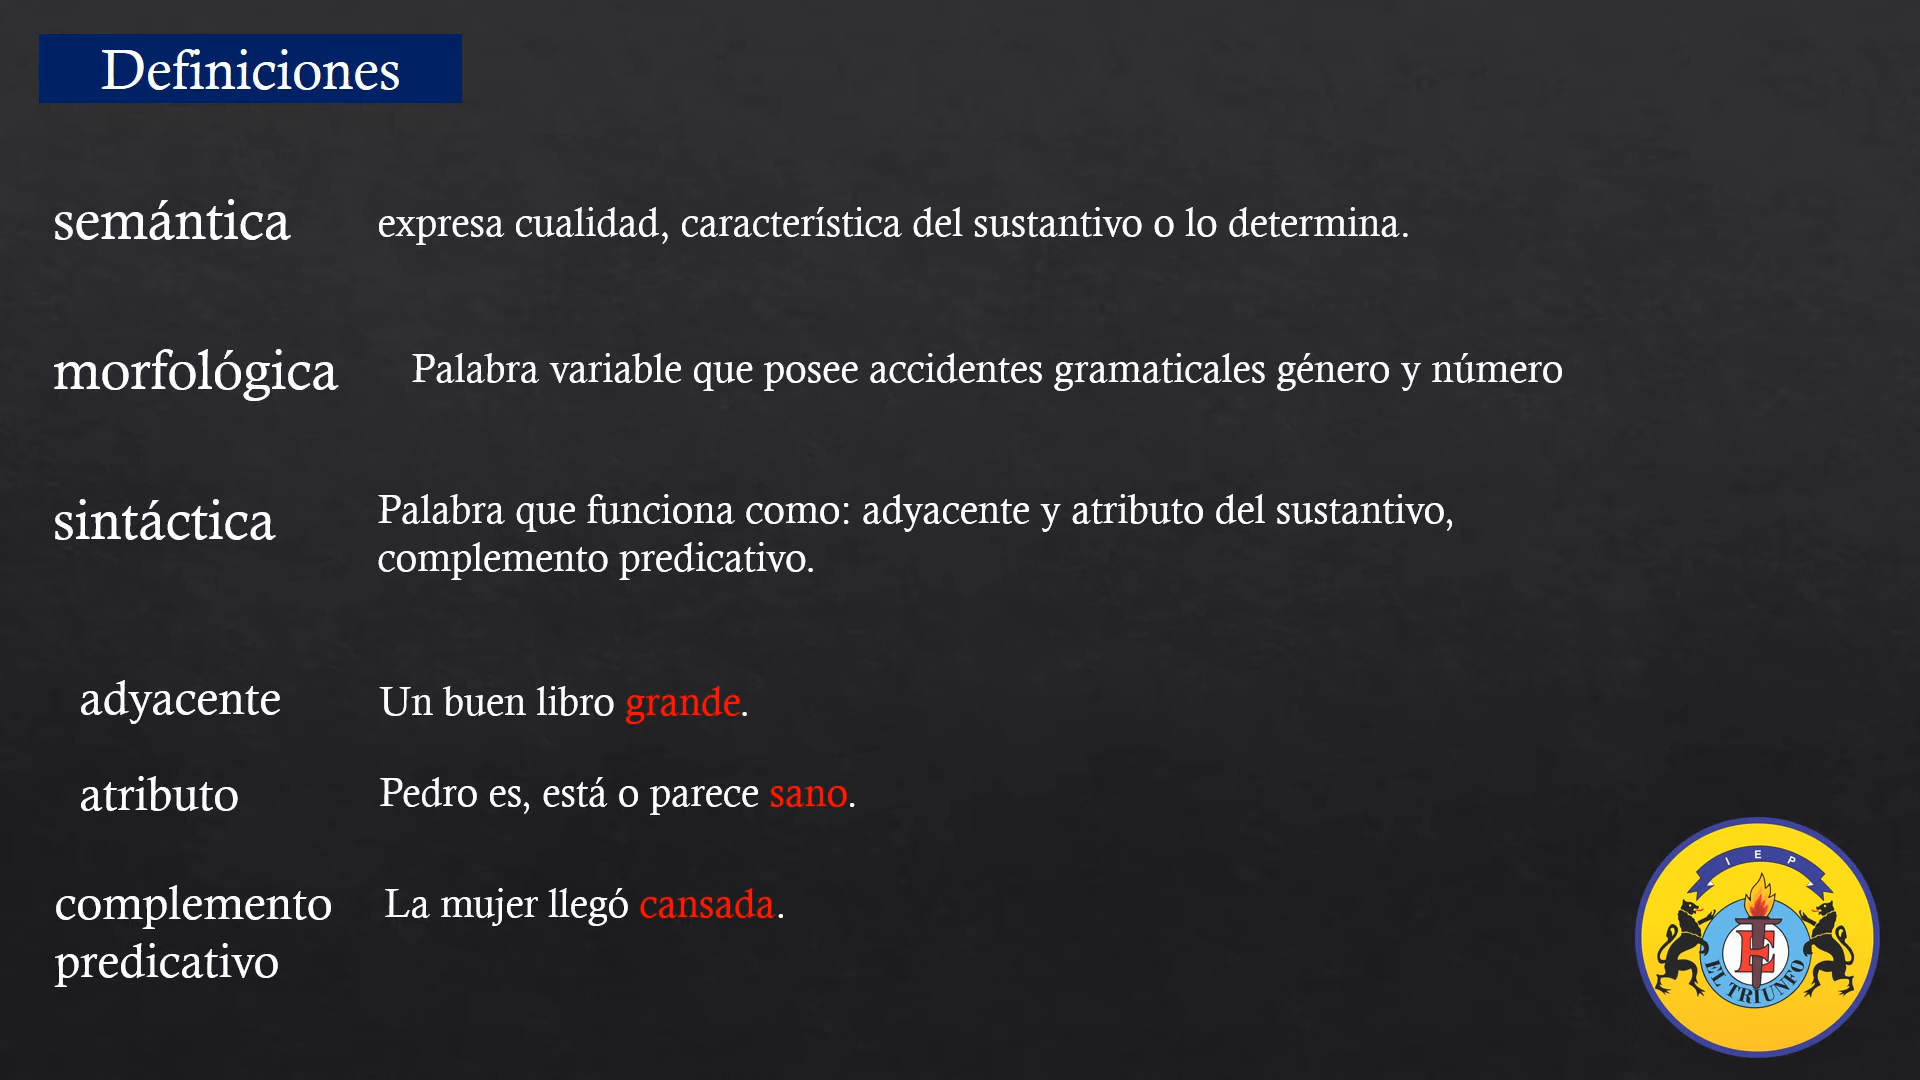 Definiciones
semántica expresa cualidad, característica del sustantivo o lo determina.
morfológica Palabra variable que posee accidentes gramaticales género y número
sintáctica Palabra que funciona como: adyacente y atributo del sustantivo,
complemento predicativo.
adyacente Un buen libro grande.
atributo Pedro es, está o parece sano.
complemento La mujer llegó cansada.
predicativo
I E P
E
EL TRIUNFO